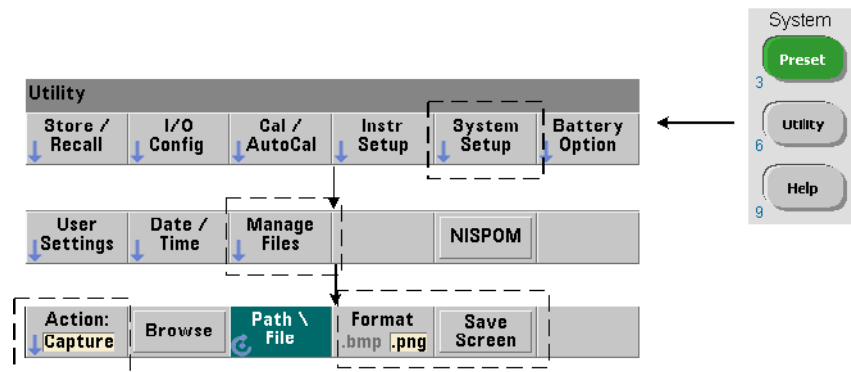 System
Preset
3
Utility
6
Help
9
Utility
Store / Recall
I/O Config
Cal / AutoCal
Instr Setup
System Setup
Battery Option
User Settings
Date / Time
Manage Files
NISPOM
Action: Capture
Browse
Path \ File
Format .bmp .png
Save Screen